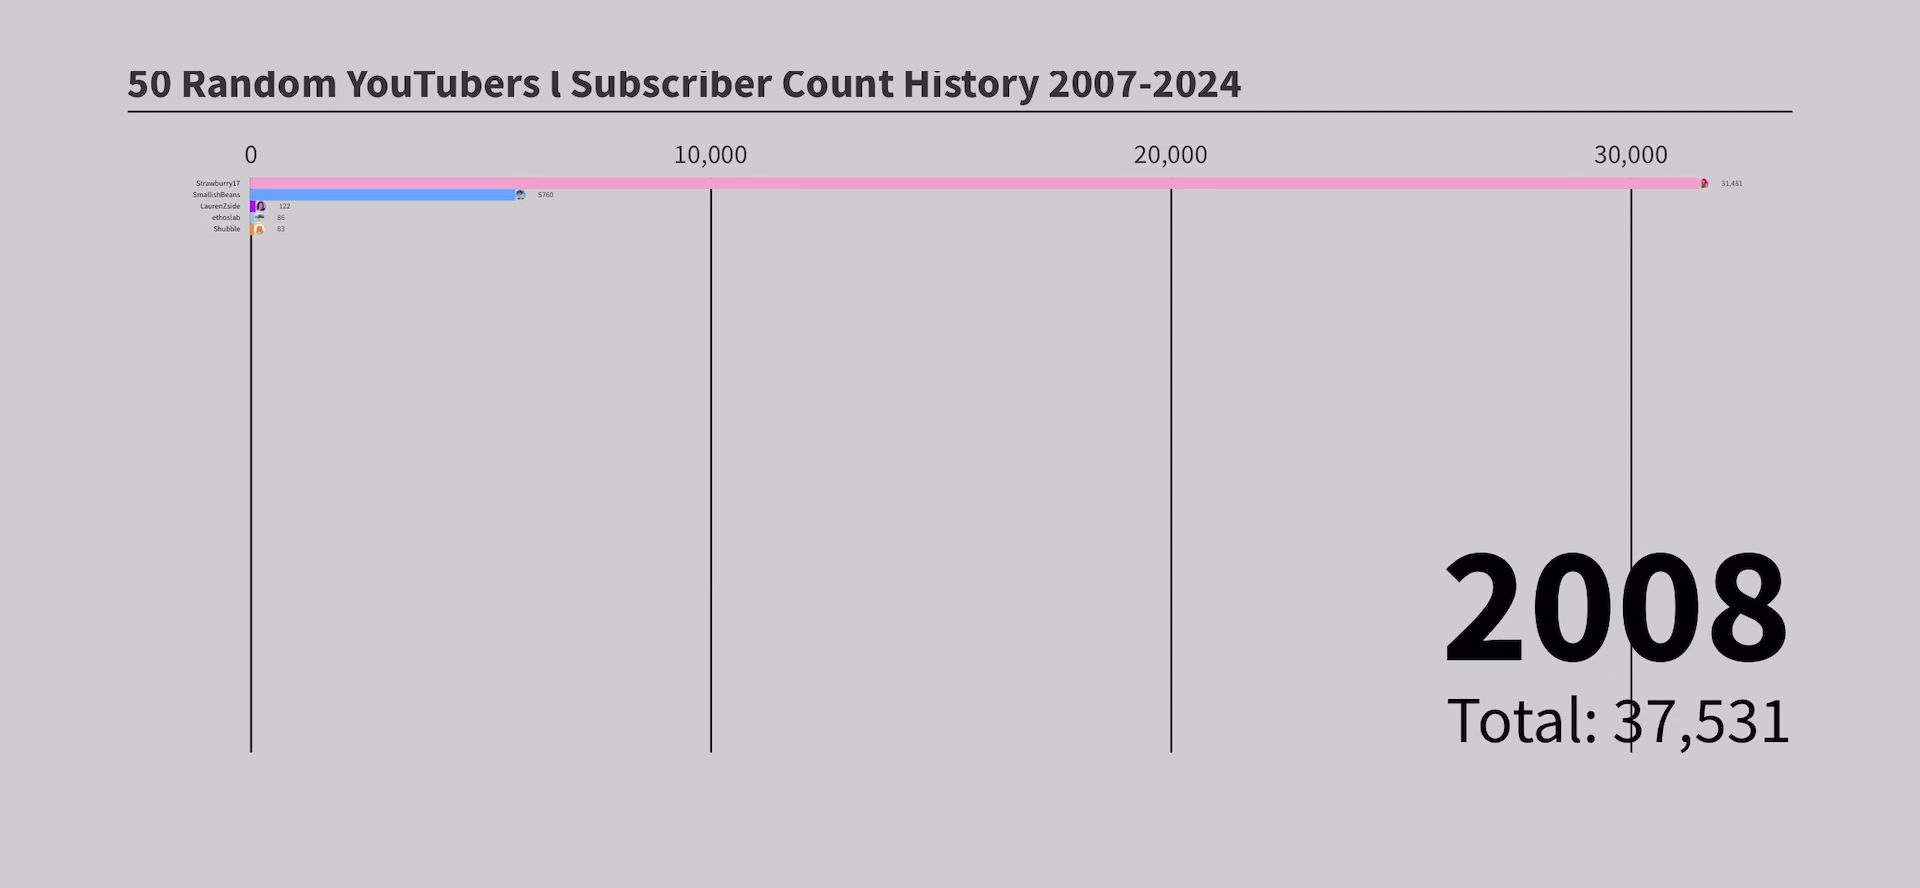 50 Random YouTubers l Subscriber Count History 2007-2024
0 10,000 20,000 30,000
Strawburry17 31,481
SmallishBeans 5760
LaurenZside 122
ethoslab 86
Shubble 83
2008
Total: 37,531